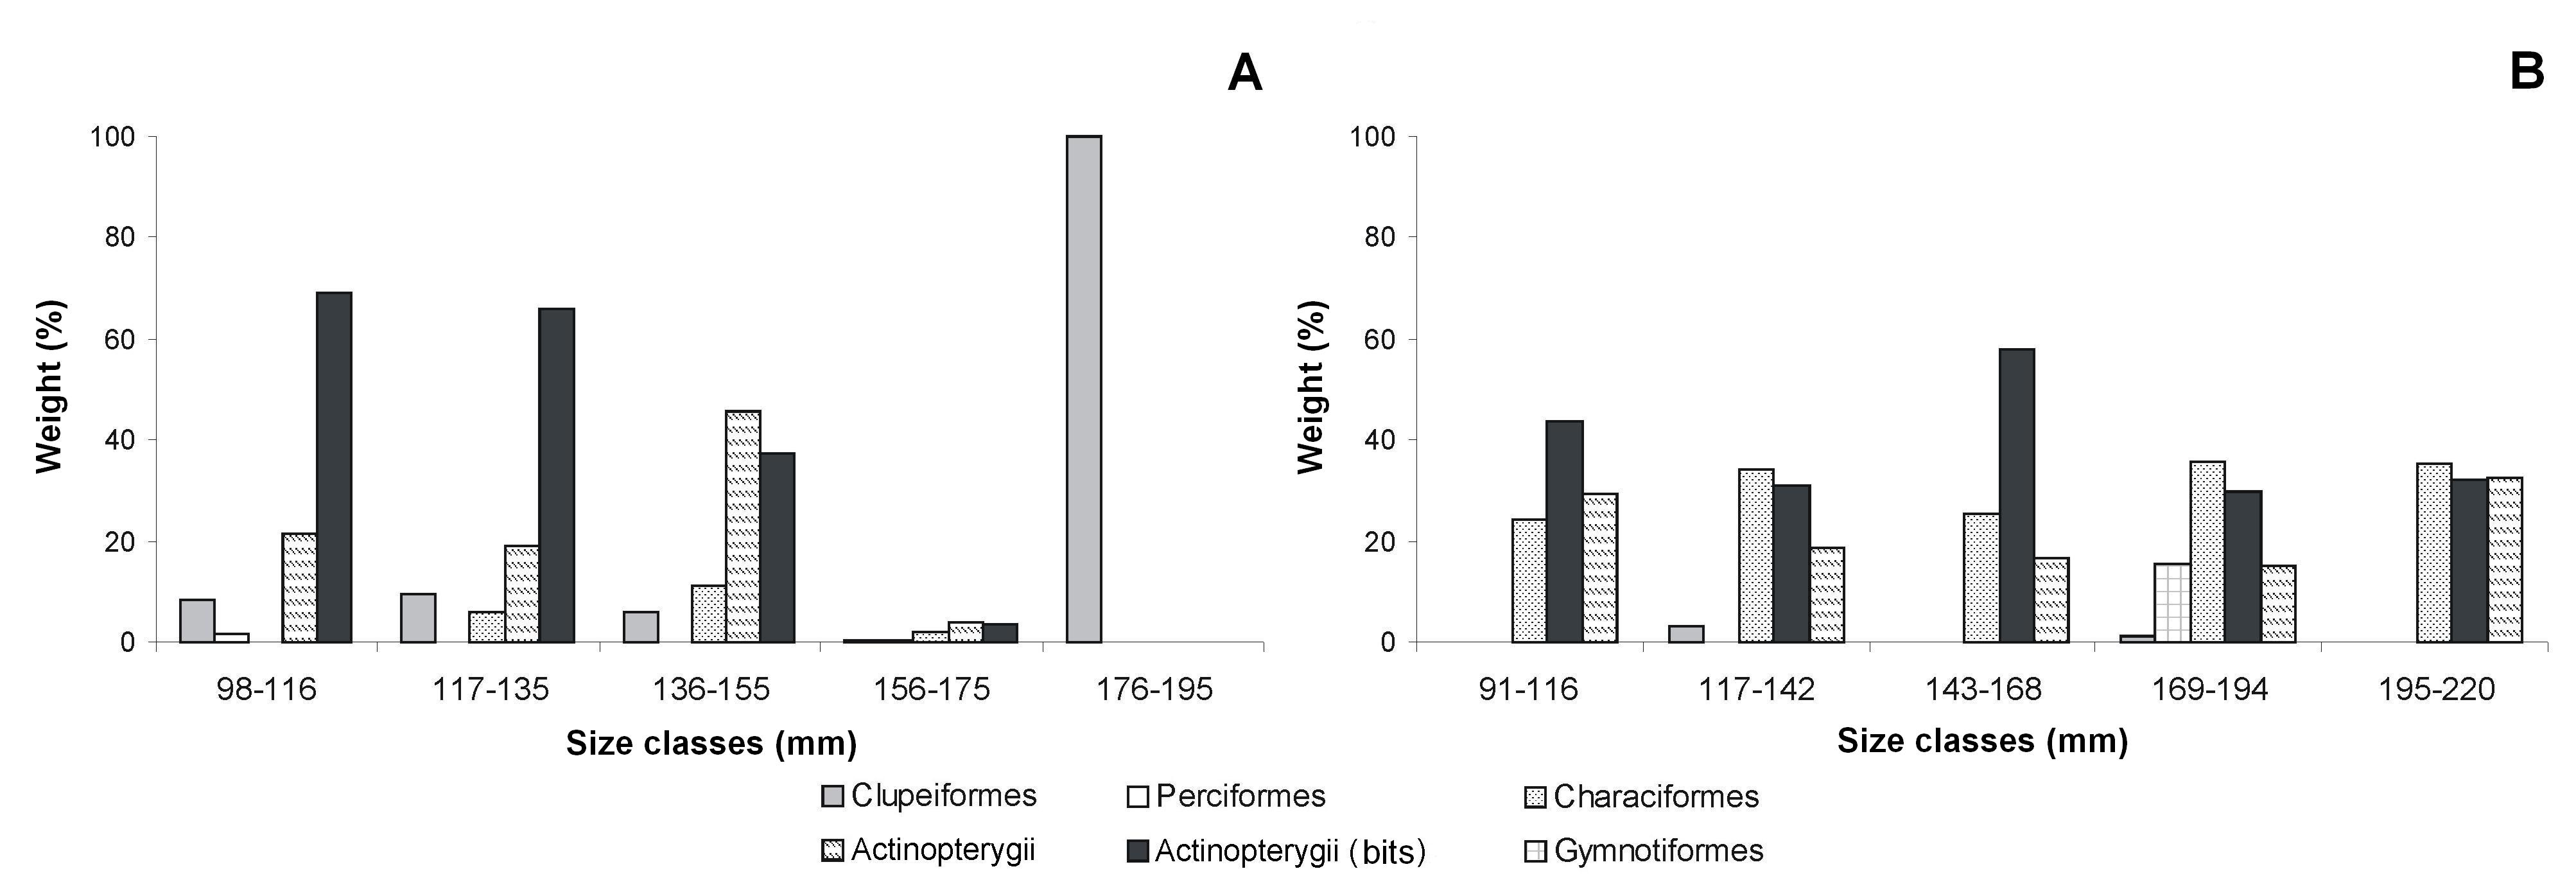 A
B
Weight (%)
100
80
60
40
20
0
98-116 117-135 136-155 156-175 176-195
Size classes (mm)
Weight (%)
100
80
60
40
20
0
91-116 117-142 143-168 169-194 195-220
Size classes (mm)
Clupeiformes Perciformes Characiformes
Actinopterygii Actinopterygii (bits) Gymnotiformes